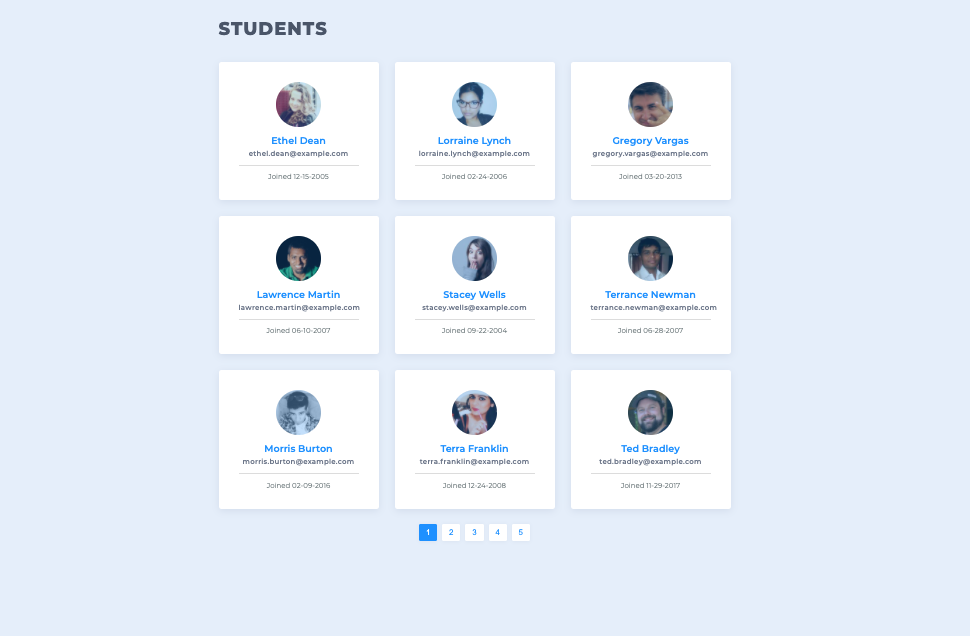 STUDENTS
Ethel Dean
ethel.dean@example.com
Joined 12-15-2005
Lorraine Lynch
lorraine.lynch@example.com
Joined 02-24-2006
Gregory Vargas
gregory.vargas@example.com
Joined 03-20-2013
Lawrence Martin
lawrence.martin@example.com
Joined 06-10-2007
Stacey Wells
stacey.wells@example.com
Joined 09-22-2004
Terrance Newman
terrance.newman@example.com
Joined 06-28-2007
Morris Burton
morris.burton@example.com
Joined 02-09-2016
Terra Franklin
terra.franklin@example.com
Joined 12-24-2008
Ted Bradley
ted.bradley@example.com
Joined 11-29-2017
1 2 3 4 5